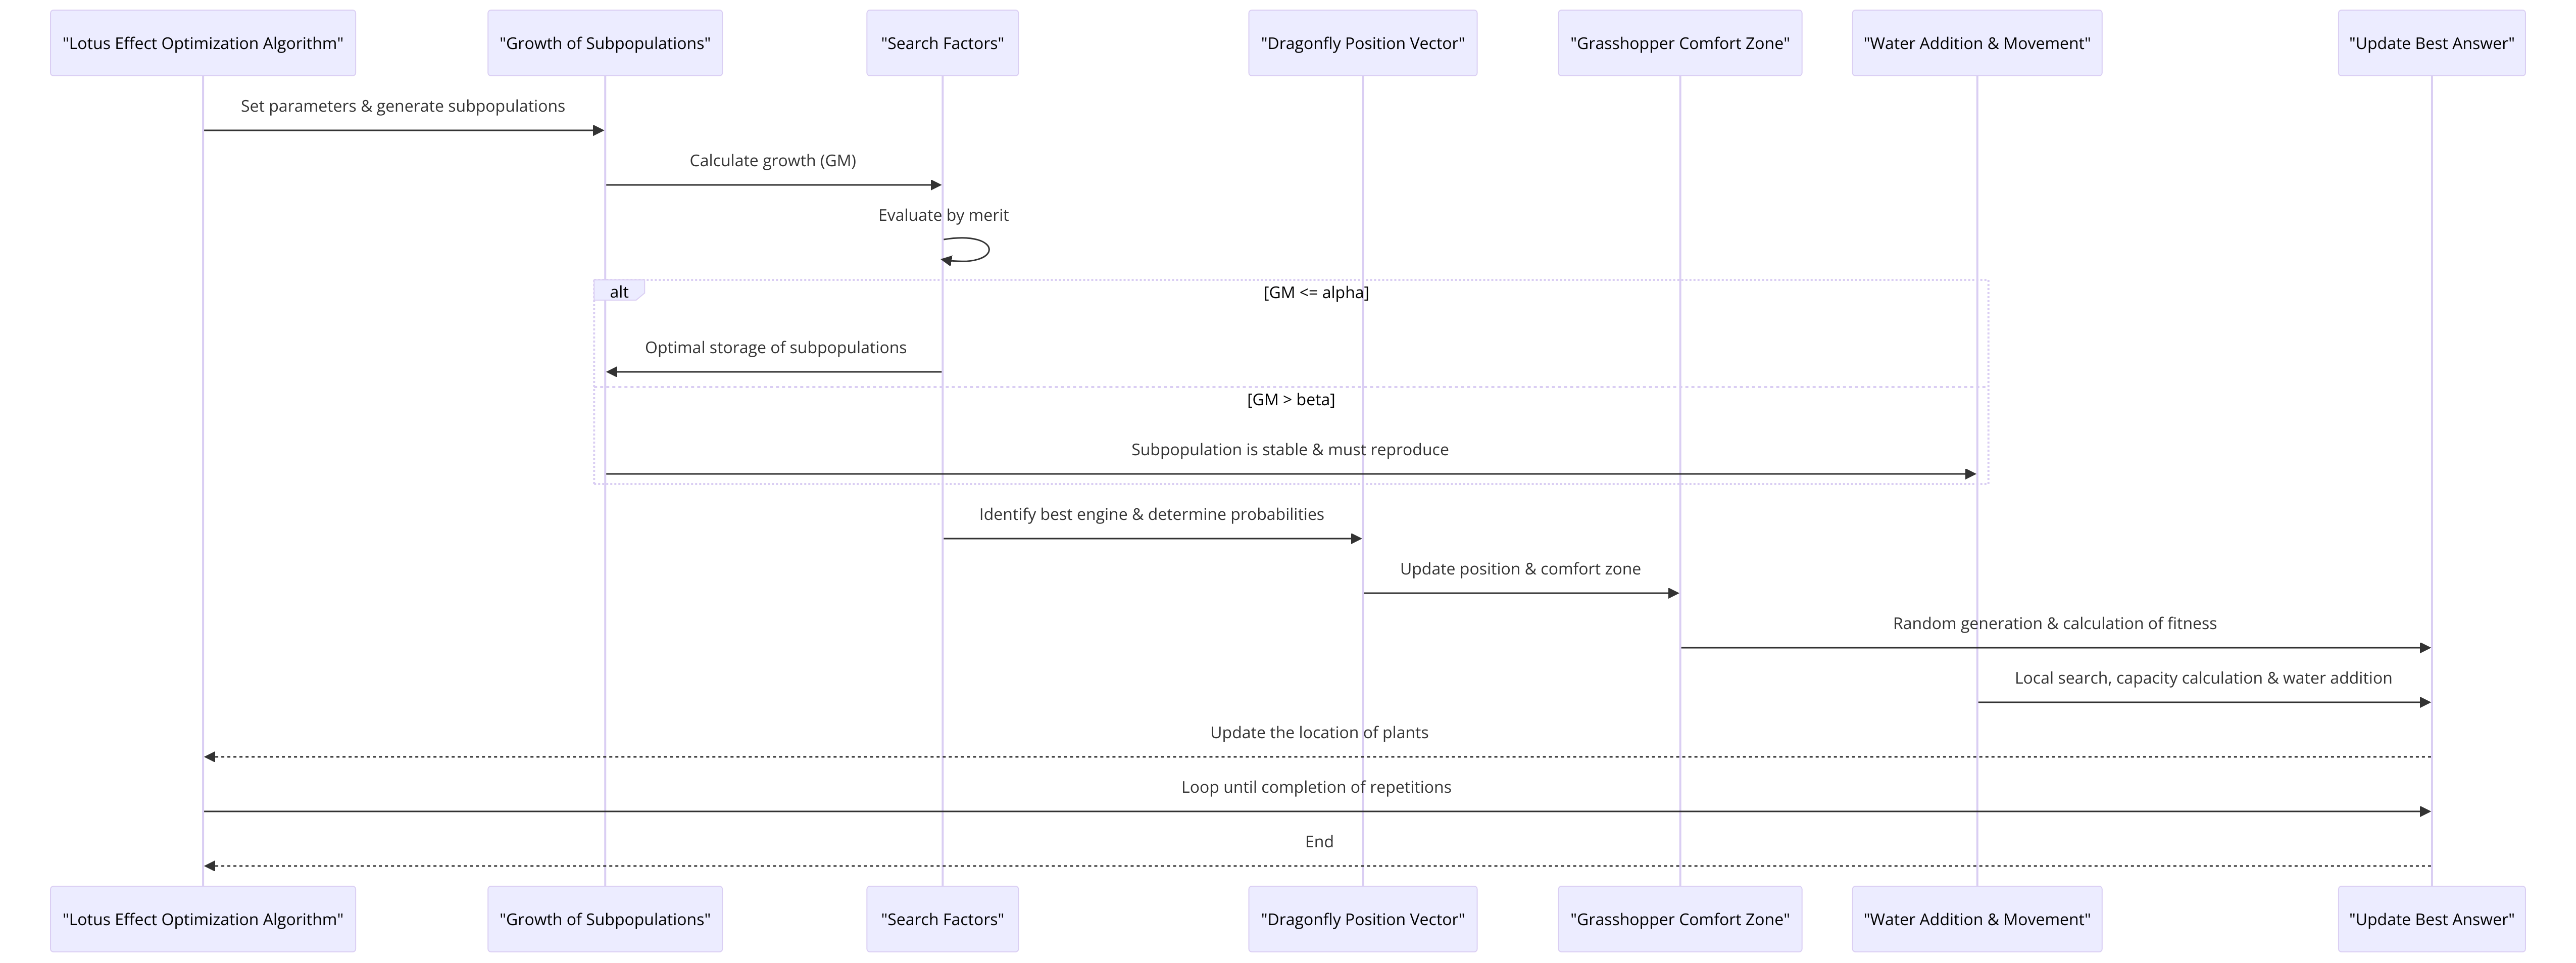 "Lotus Effect Optimization Algorithm"
"Growth of Subpopulations"
"Search Factors"
"Dragonfly Position Vector"
"Grasshopper Comfort Zone"
"Water Addition & Movement"
"Update Best Answer"
Set parameters & generate subpopulations
Calculate growth (GM)
Evaluate by merit
alt
[GM <= alpha]
Optimal storage of subpopulations
[GM > beta]
Subpopulation is stable & must reproduce
Identify best engine & determine probabilities
Update position & comfort zone
Random generation & calculation of fitness
Local search, capacity calculation & water addition
Update the location of plants
Loop until completion of repetitions
End
"Lotus Effect Optimization Algorithm"
"Growth of Subpopulations"
"Search Factors"
"Dragonfly Position Vector"
"Grasshopper Comfort Zone"
"Water Addition & Movement"
"Update Best Answer"